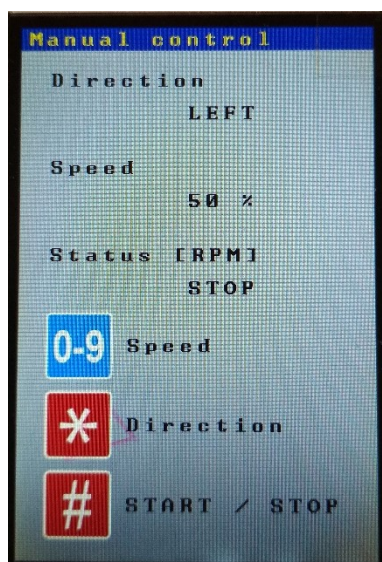 Manual control
Direction
LEFT
Speed
50 %
Status [RPM]
STOP
0-9 Speed
* Direction
# START / STOP